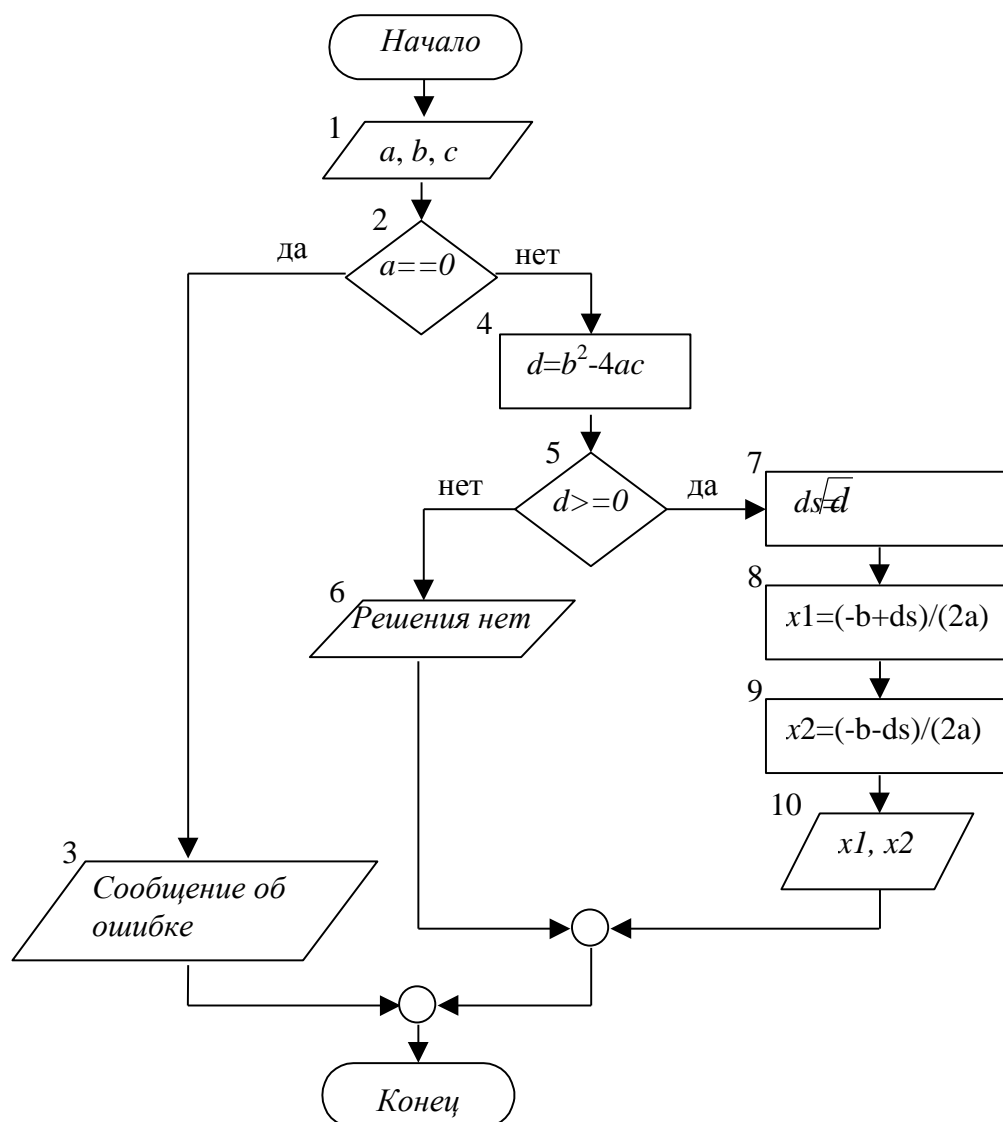 Начало
1
a, b, c
2
да
a==0
нет
4
d=b²-4ac
5
нет
d>=0
да
7
ds=√d
6
Решения нет
8
x1=(-b+ds)/(2a)
9
x2=(-b-ds)/(2a)
10
x1, x2
3
Сообщение об
ошибке
Конец